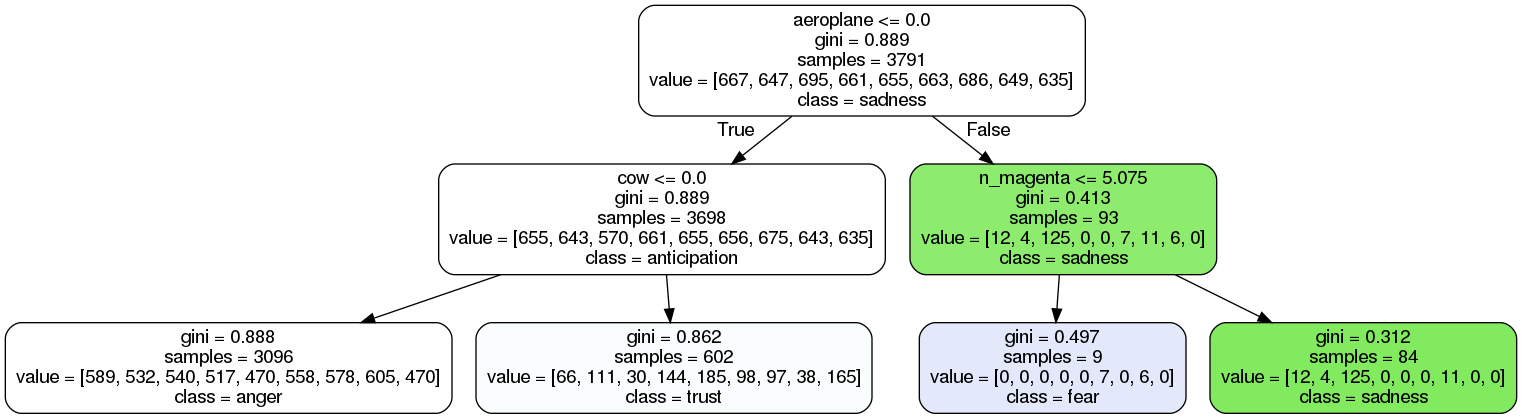 aeroplane <= 0.0
gini = 0.889
samples = 3791
value = [667, 647, 695, 661, 655, 663, 686, 649, 635]
class = sadness
True
False
cow <= 0.0
gini = 0.889
samples = 3698
value = [655, 643, 570, 661, 655, 656, 675, 643, 635]
class = anticipation
n_magenta <= 5.075
gini = 0.413
samples = 93
value = [12, 4, 125, 0, 0, 7, 11, 6, 0]
class = sadness
gini = 0.888
samples = 3096
value = [589, 532, 540, 517, 470, 558, 578, 605, 470]
class = anger
gini = 0.862
samples = 602
value = [66, 111, 30, 144, 185, 98, 97, 38, 165]
class = trust
gini = 0.497
samples = 9
value = [0, 0, 0, 0, 0, 7, 0, 6, 0]
class = fear
gini = 0.312
samples = 84
value = [12, 4, 125, 0, 0, 0, 11, 0, 0]
class = sadness